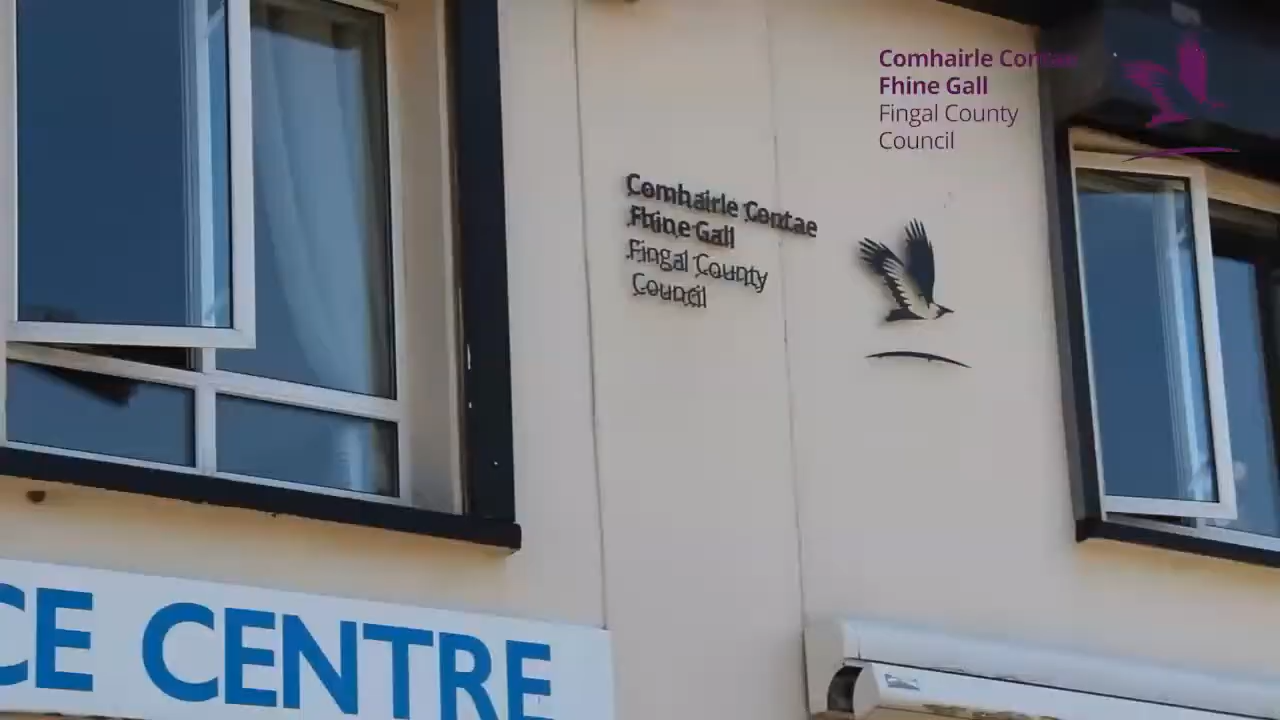 Comhairle Contae
Fhine Gall
Fingal County
Council
Comhairle Contae
Fhine Gall
Fingal County
Council
CE CENTRE